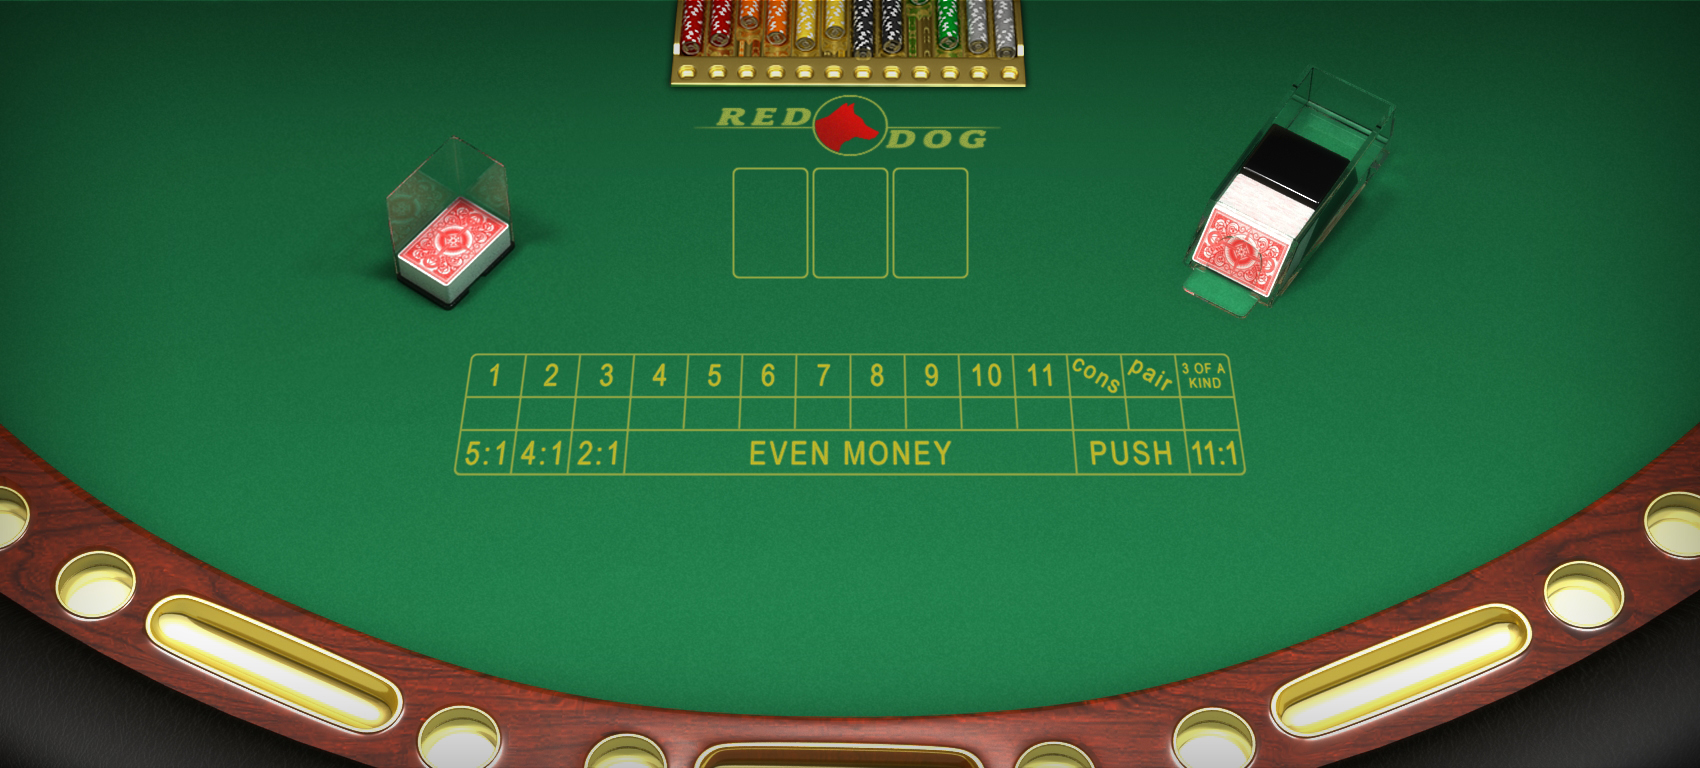 RED DOG
1 2 3 4 5 6 7 8 9 10 11 cons pair 3 OF A
KIND
5:1 4:1 2:1 EVEN MONEY PUSH 11:1